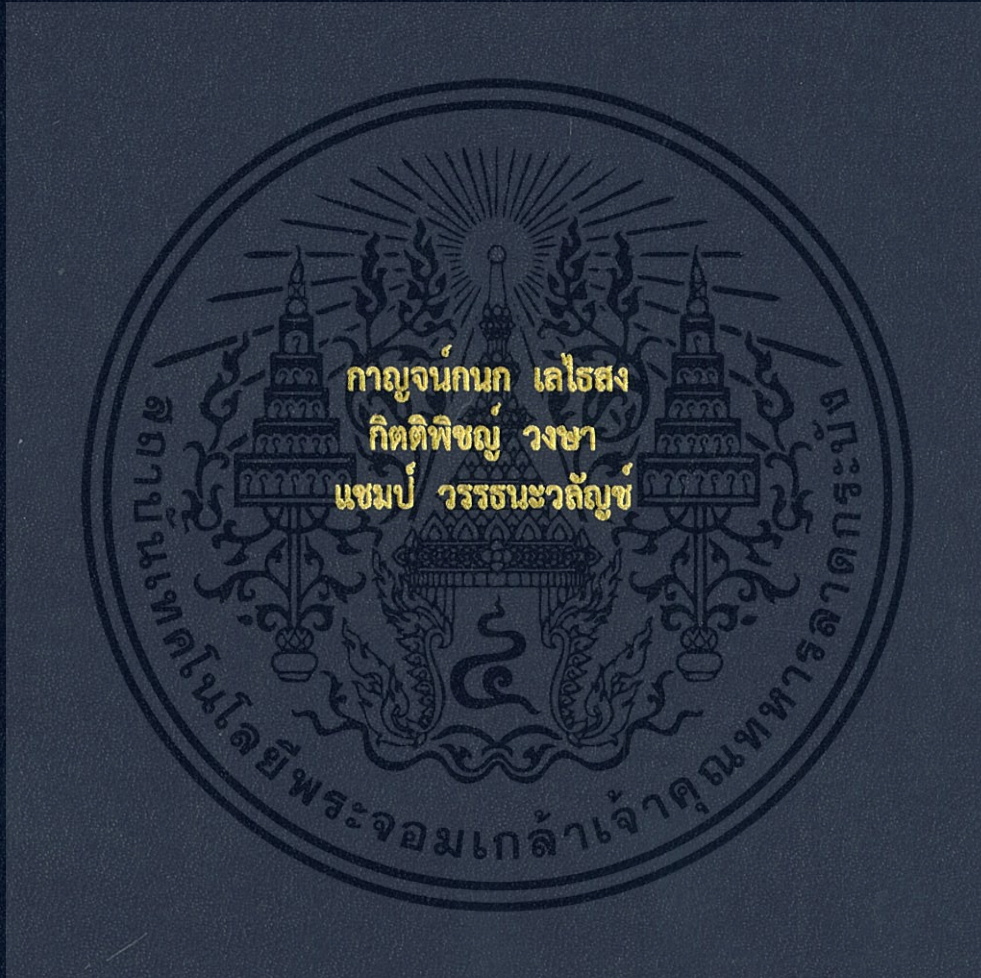 กาญจน์กนก เลไธสง
กิตติพิชญ์ วงษา
แชมป์ วรรธนะวลัญช์
สถาบันเทคโนโลยีพระจอมเกล้าเจ้าคุณทหารลาดกระบัง
๔